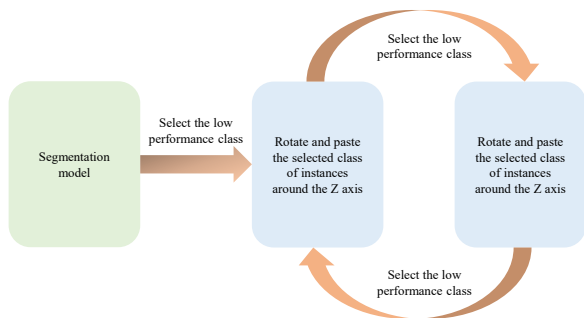 Segmentation
model
Select the low
performance class
Rotate and paste
the selected class
of instances
around the Z axis
Select the low
performance class
Rotate and paste
the selected class
of instances
around the Z axis
Select the low
performance class